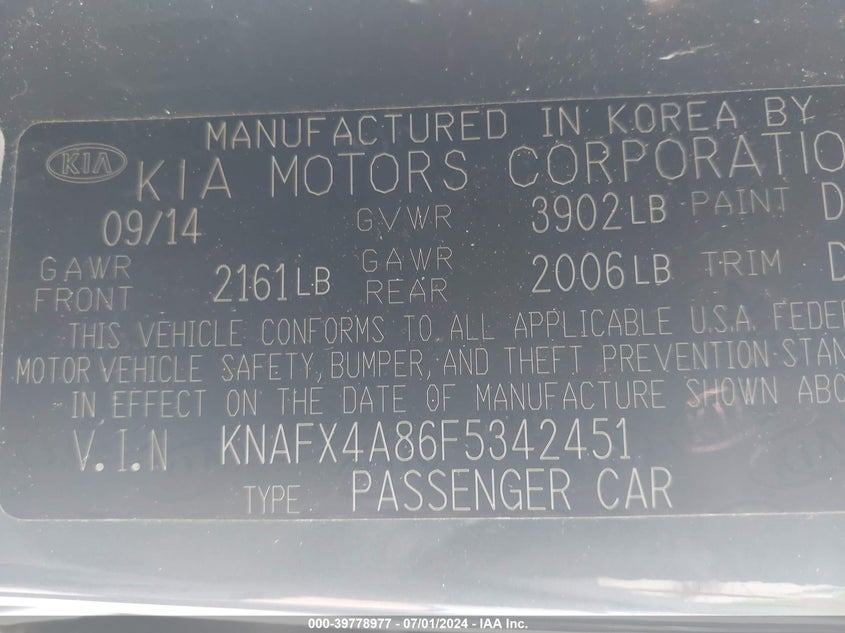 MANUFACTURED IN KOREA BY
KIA KIA MOTORS CORPORATIO
09/14 GVWR 3902LB PAINT D
GAWR FRONT 2161LB GAWR REAR 2006LB TRIM D
THIS VEHICLE CONFORMS TO ALL APPLICABLE U.S.A. FEDER
MOTOR VEHICLE SAFETY, BUMPER, AND THEFT PREVENTION STAN
IN EFFECT ON THE DATE OF MANUFACTURE SHOWN ABO
V.I.N KNAFX4A86F5342451
TYPE PASSENGER CAR
000-39778977 - 07/01/2024 - IAA Inc.